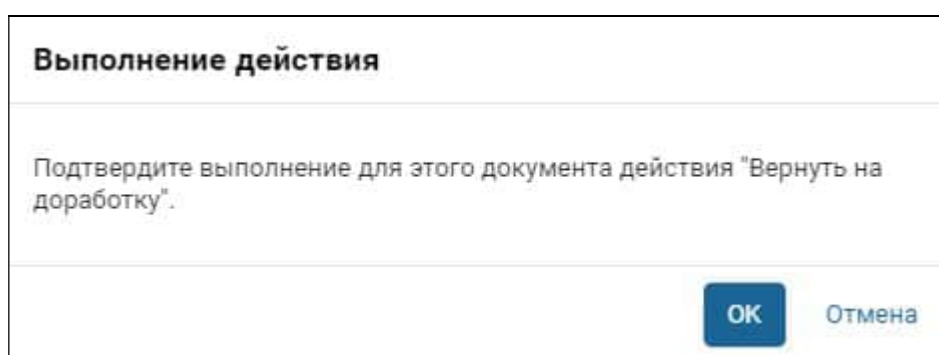 Выполнение действия
Подтвердите выполнение для этого документа действия "Вернуть на
доработку".
ОК Отмена